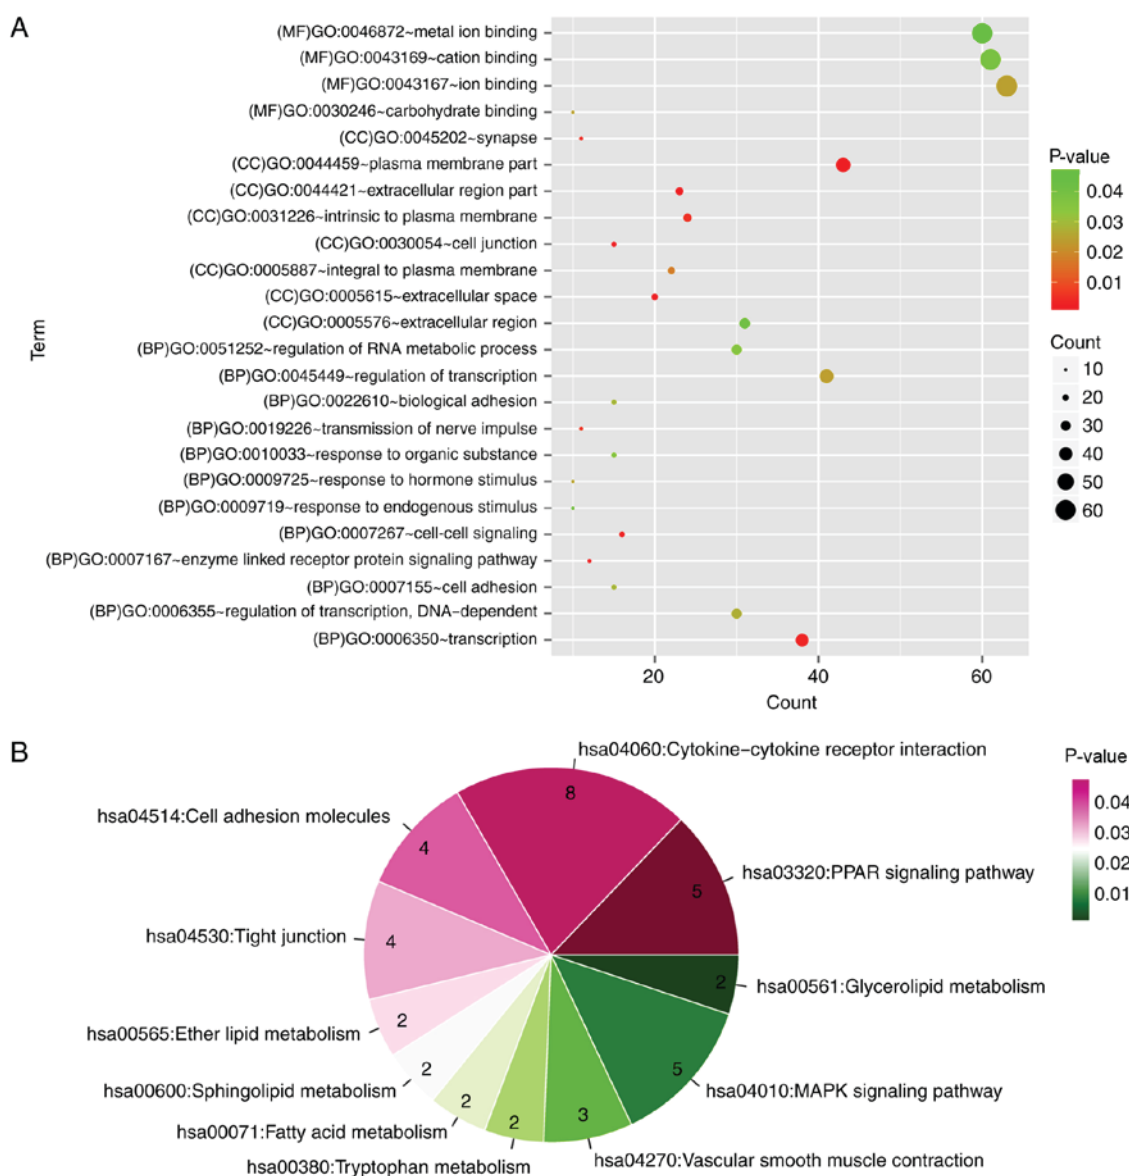 A
(MF)GO:0046872~metal ion binding
(MF)GO:0043169~cation binding
(MF)GO:0043167~ion binding
(MF)GO:0030246~carbohydrate binding
(CC)GO:0045202~synapse
(CC)GO:0044459~plasma membrane part
(CC)GO:0044421~extracellular region part
(CC)GO:0031226~intrinsic to plasma membrane
(CC)GO:0030054~cell junction
(CC)GO:0005887~integral to plasma membrane
(CC)GO:0005615~extracellular space
(CC)GO:0005576~extracellular region
(BP)GO:0051252~regulation of RNA metabolic process
(BP)GO:0045449~regulation of transcription
(BP)GO:0022610~biological adhesion
(BP)GO:0019226~transmission of nerve impulse
(BP)GO:0010033~response to organic substance
(BP)GO:0009725~response to hormone stimulus
(BP)GO:0009719~response to endogenous stimulus
(BP)GO:0007267~cell-cell signaling
(BP)GO:0007167~enzyme linked receptor protein signaling pathway
(BP)GO:0007155~cell adhesion
(BP)GO:0006355~regulation of transcription, DNA-dependent
(BP)GO:0006350~transcription
Term
20 40 60
Count
P-value
0.04
0.03
0.02
0.01
Count
10
20
30
40
50
60
B
hsa04060:Cytokine-cytokine receptor interaction
8
hsa03320:PPAR signaling pathway
5
hsa00561:Glycerolipid metabolism
2
hsa04010:MAPK signaling pathway
5
hsa04270:Vascular smooth muscle contraction
3
hsa00380:Tryptophan metabolism
2
hsa00071:Fatty acid metabolism
2
hsa00600:Sphingolipid metabolism
2
hsa00565:Ether lipid metabolism
2
hsa04530:Tight junction
4
hsa04514:Cell adhesion molecules
4
P-value
0.04
0.03
0.02
0.01